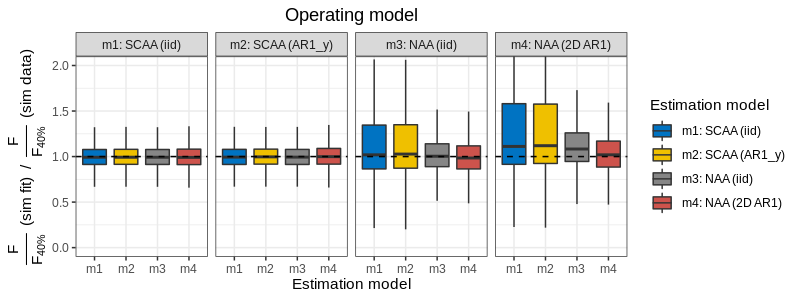 Operating model
m1: SCAA (iid)
m2: SCAA (AR1_y)
m3: NAA (iid)
m4: NAA (2D AR1)
F/F40% (sim fit) / F/F40% (sim data)
2.0
1.5
1.0
0.5
0.0
m1 m2 m3 m4
m1 m2 m3 m4
m1 m2 m3 m4
m1 m2 m3 m4
Estimation model
Estimation model
m1: SCAA (iid)
m2: SCAA (AR1_y)
m3: NAA (iid)
m4: NAA (2D AR1)